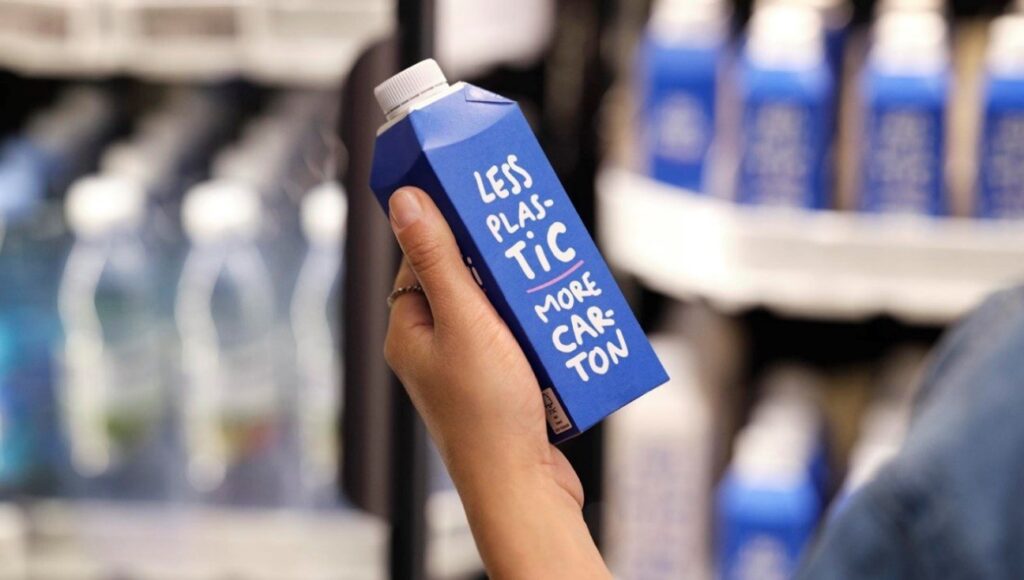 LESS
PLAS-
TiC
MORE
CAR-
TON